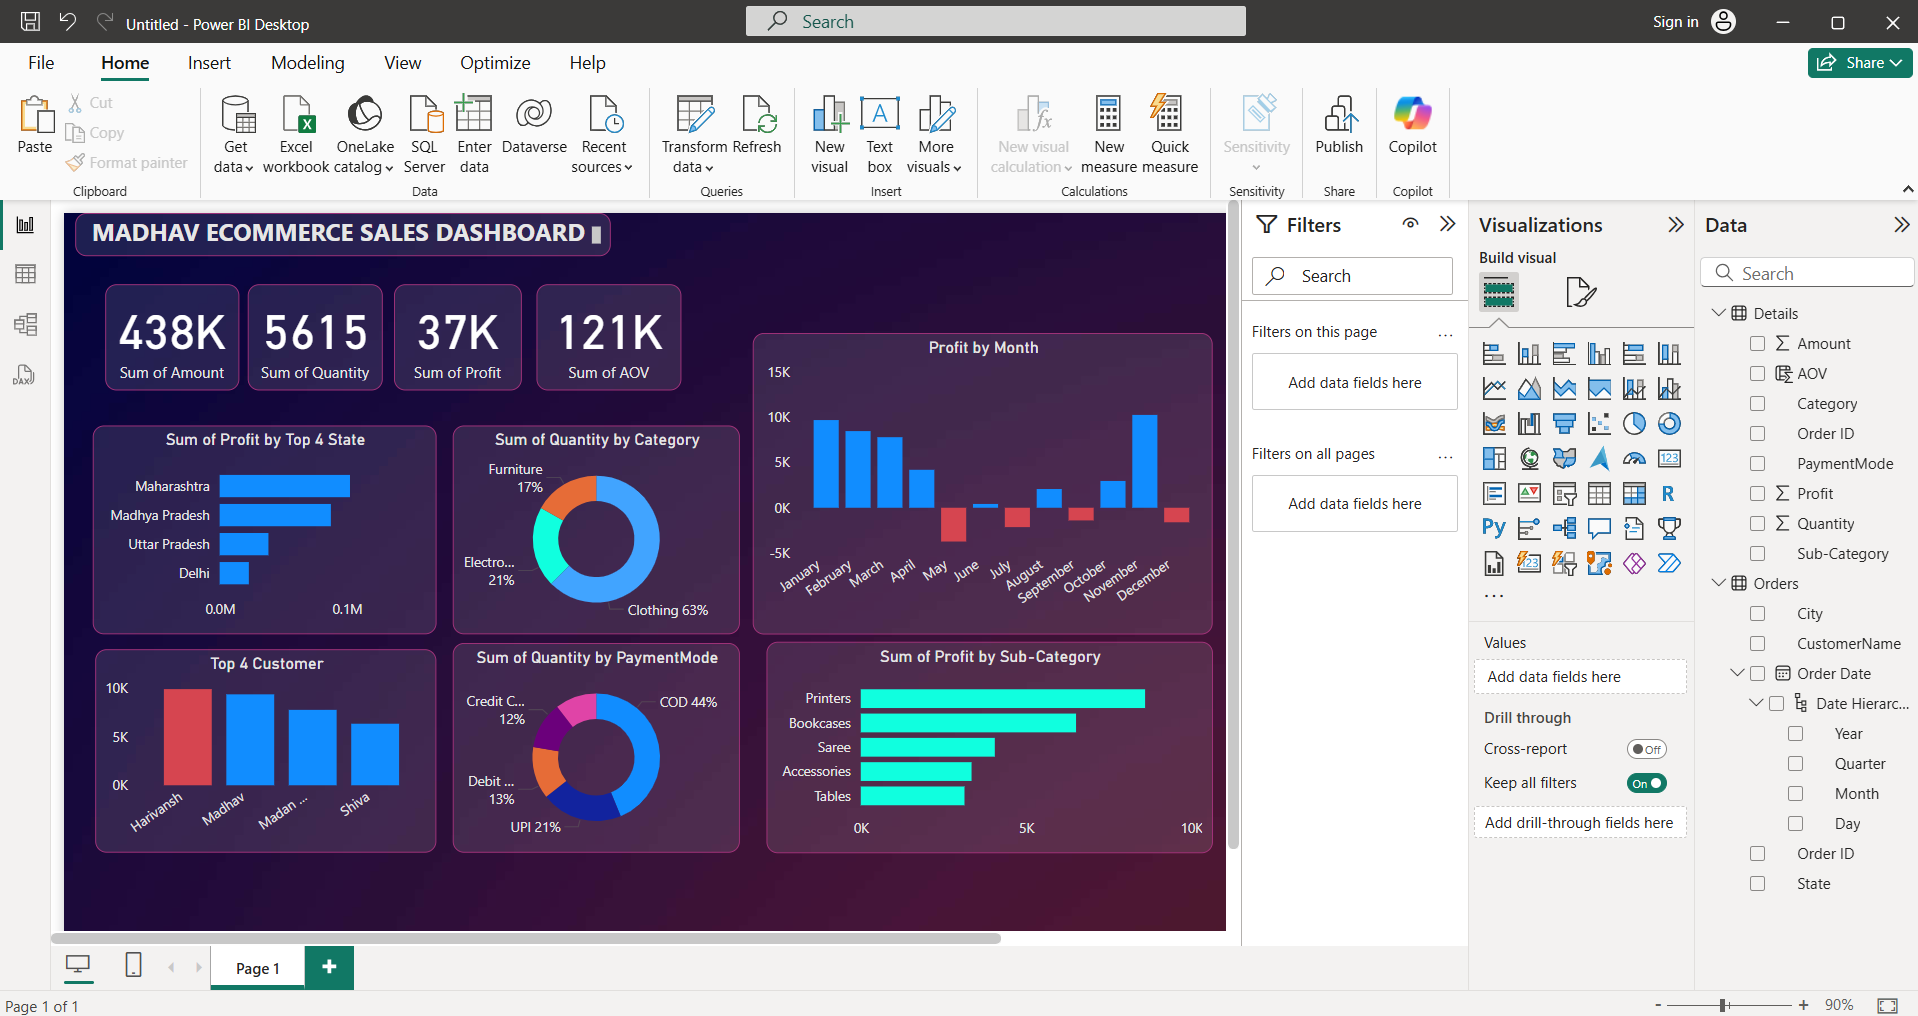 Untitled - Power BI Desktop
Search
Sign in
File
Home
Insert
Modeling
View
Optimize
Help
Share
Paste
Cut
Copy
Format painter
Clipboard
Get data
Excel workbook
OneLake catalog
SQL Server
Enter data
Dataverse
Recent sources
Data
Transform data
Refresh
Queries
New visual
Text box
More visuals
Insert
New visual calculation
New measure
Quick measure
Calculations
Sensitivity
Sensitivity
Publish
Share
Copilot
Copilot
MADHAV ECOMMERCE SALES DASHBOARD
438K
Sum of Amount
5615
Sum of Quantity
37K
Sum of Profit
121K
Sum of AOV
Profit by Month
15K
10K
5K
0K
-5K
January
February
March
April
May
June
July
August
September
October
November
December
Sum of Profit by Top 4 State
Maharashtra
Madhya Pradesh
Uttar Pradesh
Delhi
0.0M
0.1M
Sum of Quantity by Category
Furniture
17%
Electro...
21%
Clothing 63%
Top 4 Customer
10K
5K
0K
Harivansh
Madhav
Madan ...
Shiva
Sum of Quantity by PaymentMode
Credit C...
12%
COD 44%
Debit ...
13%
UPI 21%
Sum of Profit by Sub-Category
Printers
Bookcases
Saree
Accessories
Tables
0K
5K
10K
Filters
Search
Filters on this page
...
Add data fields here
Filters on all pages
...
Add data fields here
Visualizations
Build visual
123
R
Py
123
...
Values
Add data fields here
Drill through
Cross-report
Off
Keep all filters
On
Add drill-through fields here
Data
Search
Details
Amount
AOV
Category
Order ID
PaymentMode
Profit
Quantity
Sub-Category
Orders
City
CustomerName
Order Date
Date Hierarc...
Year
Quarter
Month
Day
Order ID
State
DAX
Page 1
Page 1 of 1
90%